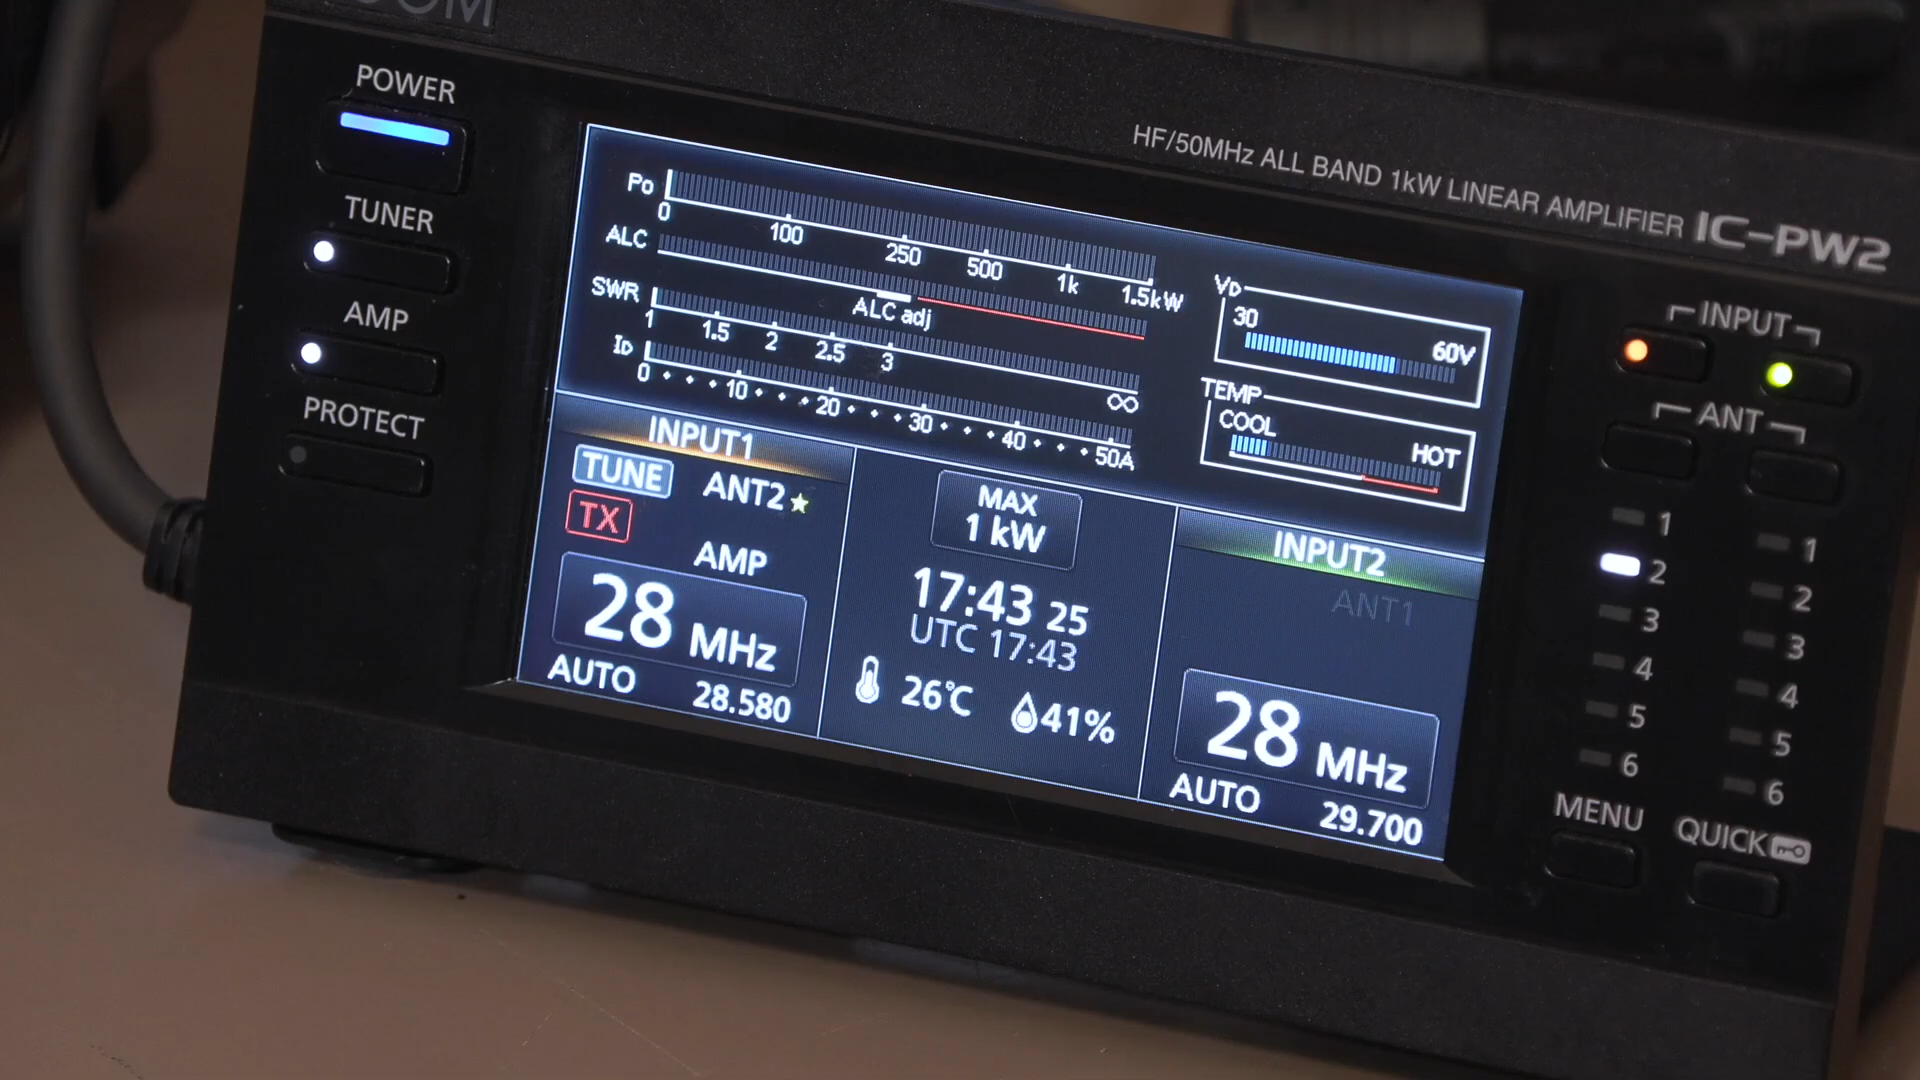 ICOM
HF/50MHz ALL BAND 1kW LINEAR AMPLIFIER IC-PW2
POWER
TUNER
AMP
PROTECT
Po
0 100 250 500 1k 1.5kW
ALC
ALC adj
SWR
1 1.5 2 2.5 3 ∞
ID
0 10 20 30 40 50A
VD
30 60V
TEMP
COOL HOT
INPUT1
TUNE ANT2
TX
AMP
28 MHz
AUTO 28.580
MAX
1 kW
17:43 25
UTC 17:43
26°C 41%
INPUT2
ANT1
28 MHz
AUTO 29.700
INPUT
ANT
1 1
2 2
3 3
4 4
5 5
6 6
MENU QUICK